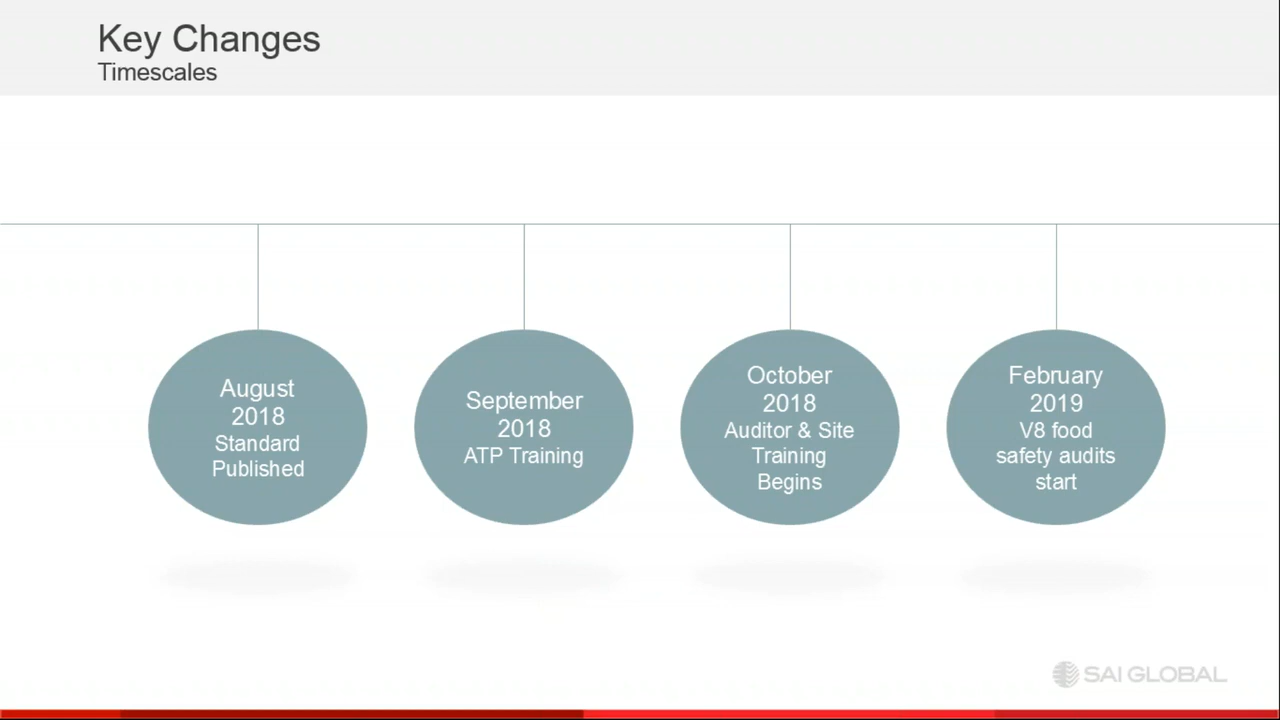 Key Changes
Timescales
August
2018
Standard
Published
September
2018
ATP Training
October
2018
Auditor & Site
Training
Begins
February
2019
V8 food
safety audits
start
SAI GLOBAL